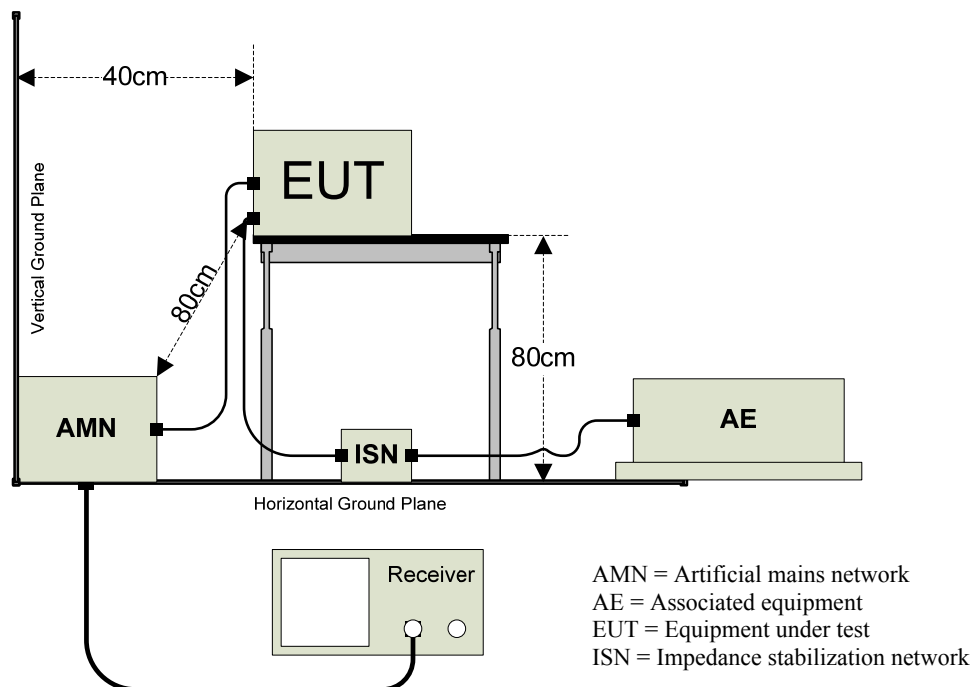 40cm
EUT
Vertical Ground Plane
80cm
80cm
AMN
ISN
AE
Horizontal Ground Plane
Receiver
AMN = Artificial mains network
AE = Associated equipment
EUT = Equipment under test
ISN = Impedance stabilization network